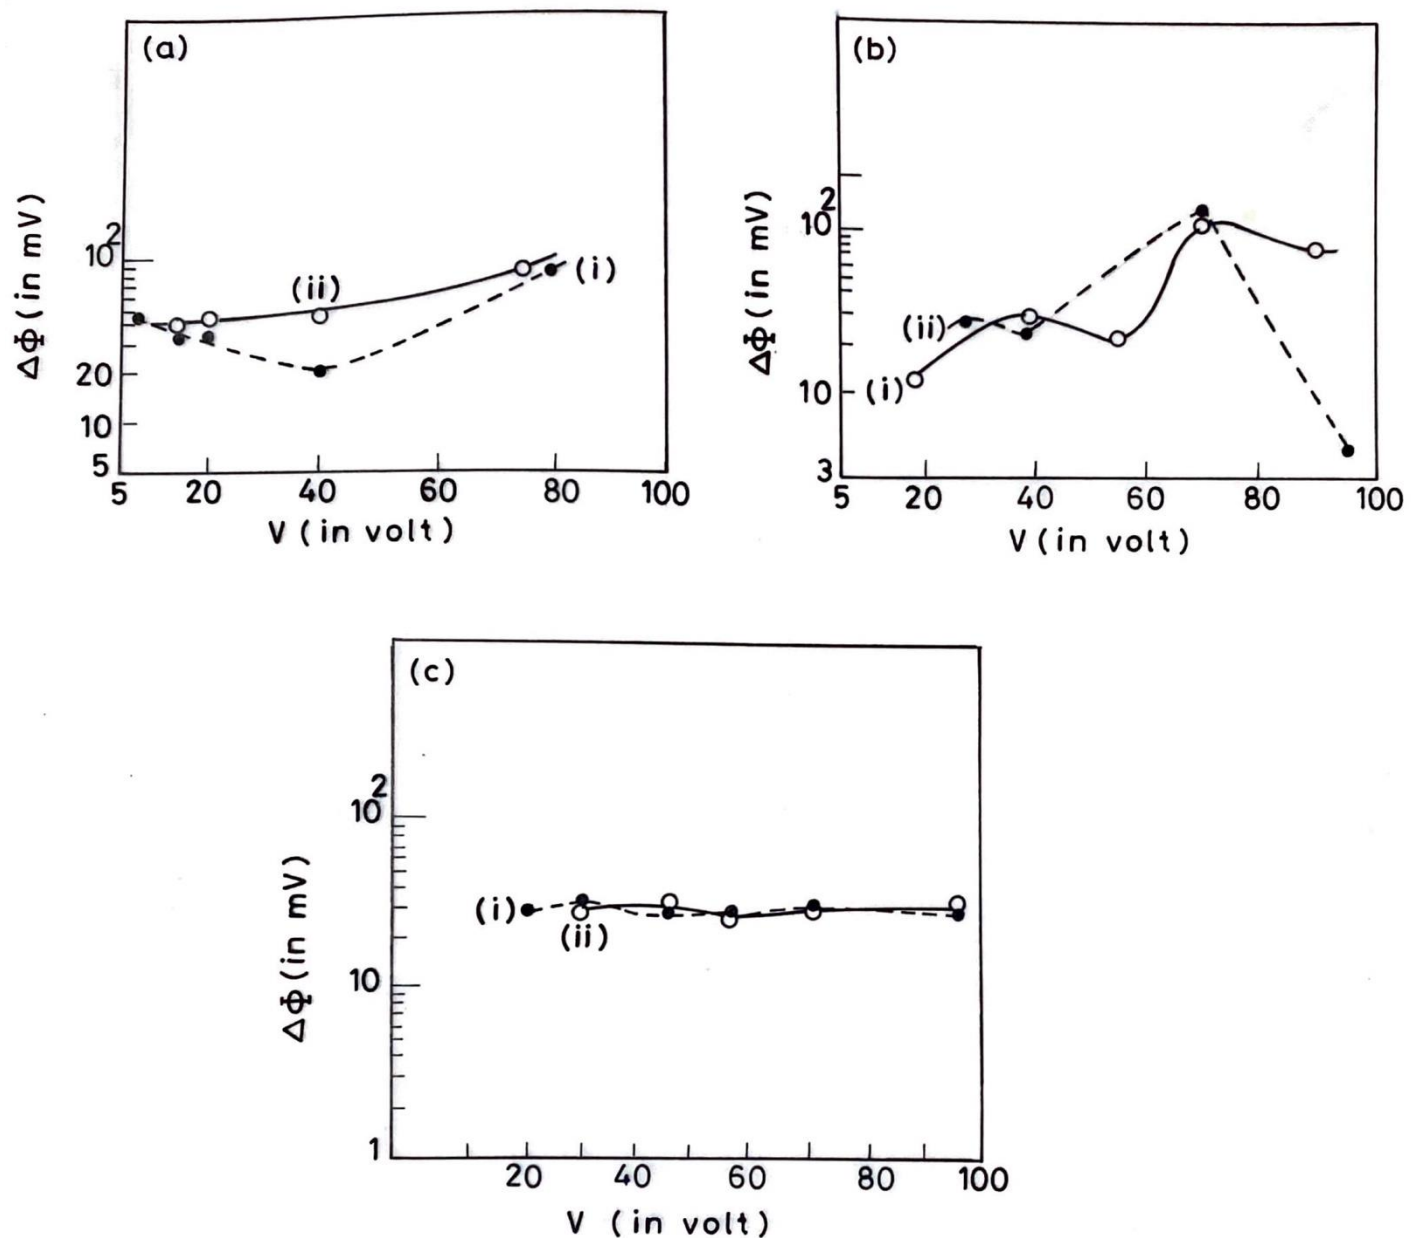 (a)
ΔΦ (in mV)
10²
20
10
5
(ii)
(i)
5 20 40 60 80 100
V (in volt)
(b)
ΔΦ (in mV)
10²
10
3
(ii)
(i)
5 20 40 60 80 100
V (in volt)
(c)
ΔΦ (in mV)
10²
10
1
(i)
(ii)
20 40 60 80 100
V (in volt)